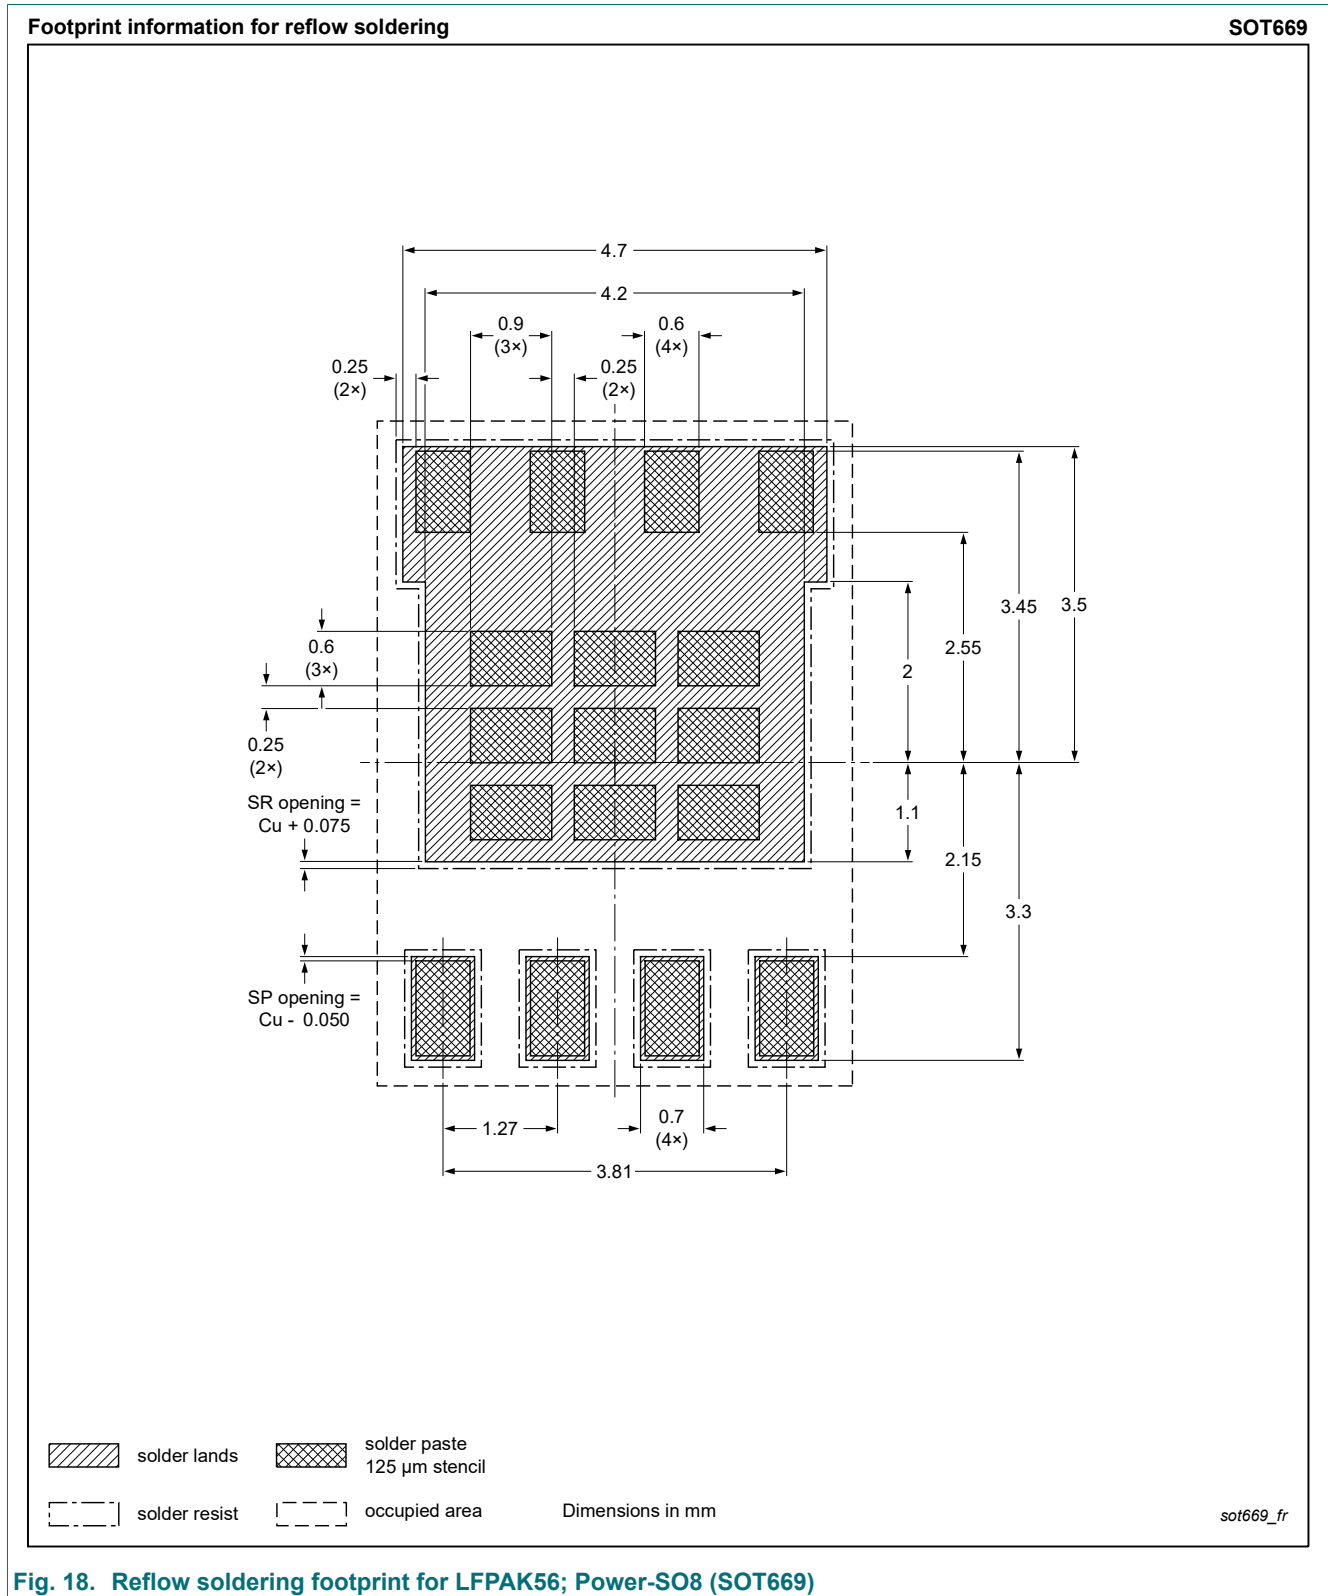 Footprint information for reflow soldering SOT669
4.7
4.2
0.9
(3×)
0.6
(4×)
0.25
(2×)
0.25
(2×)
0.6
(3×)
0.25
(2×)
SR opening =
Cu + 0.075
SP opening =
Cu - 0.050
3.45
3.5
2.55
2
1.1
2.15
3.3
1.27
0.7
(4×)
3.81
solder lands
solder paste
125 µm stencil
solder resist
occupied area
Dimensions in mm
sot669_fr
Fig. 18. Reflow soldering footprint for LFPAK56; Power-SO8 (SOT669)